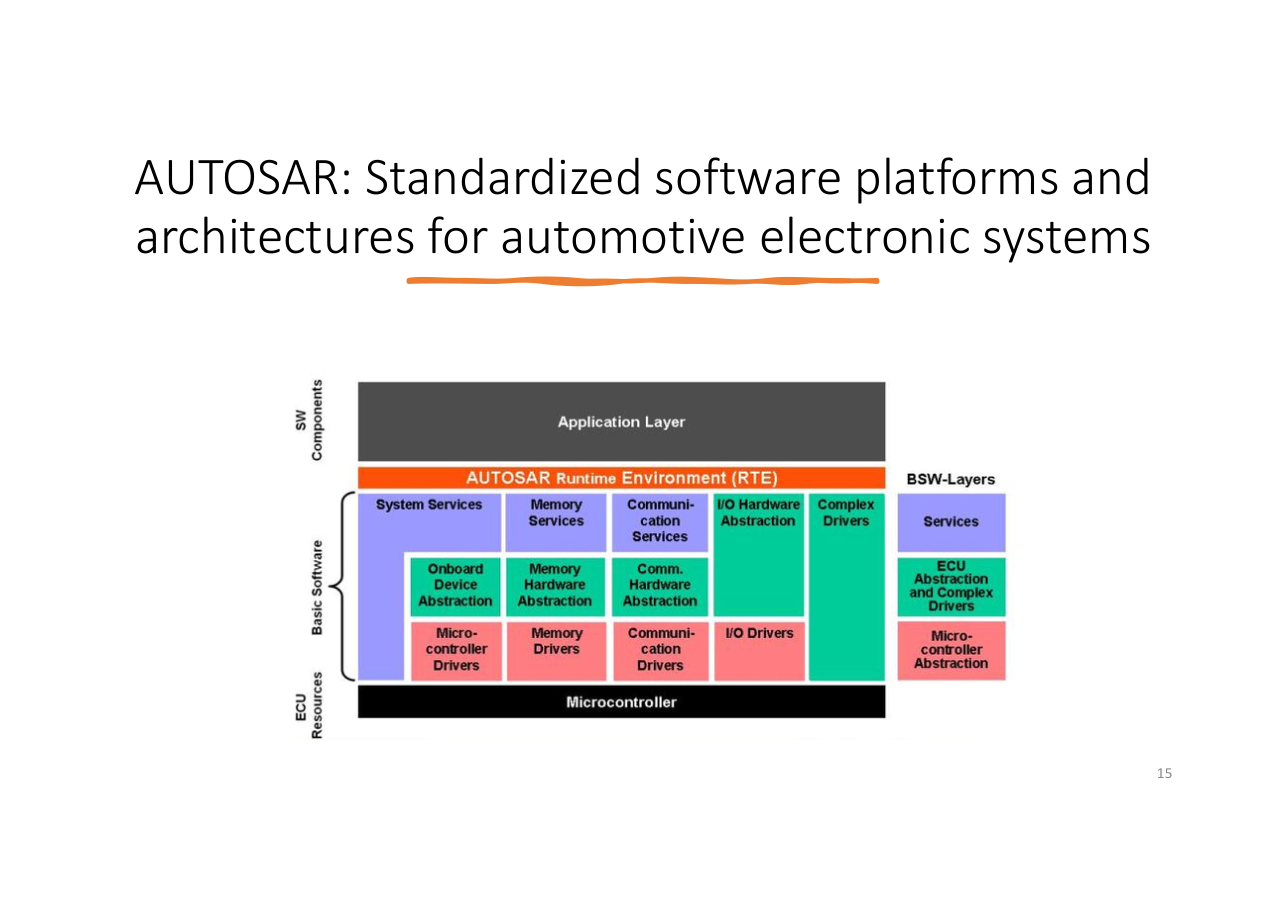 AUTOSAR: Standardized software platforms and
architectures for automotive electronic systems
SW
Components
Application Layer
AUTOSAR Runtime Environment (RTE)
BSW-Layers
Basic Software
System Services
Memory
Services
Communi-
cation
Services
I/O Hardware
Abstraction
Complex
Drivers
Services
Onboard
Device
Abstraction
Memory
Hardware
Abstraction
Comm.
Hardware
Abstraction
ECU
Abstraction
and Complex
Drivers
Micro-
controller
Drivers
Memory
Drivers
Communi-
cation
Drivers
I/O Drivers
Micro-
controller
Abstraction
ECU
Resources
Microcontroller
15